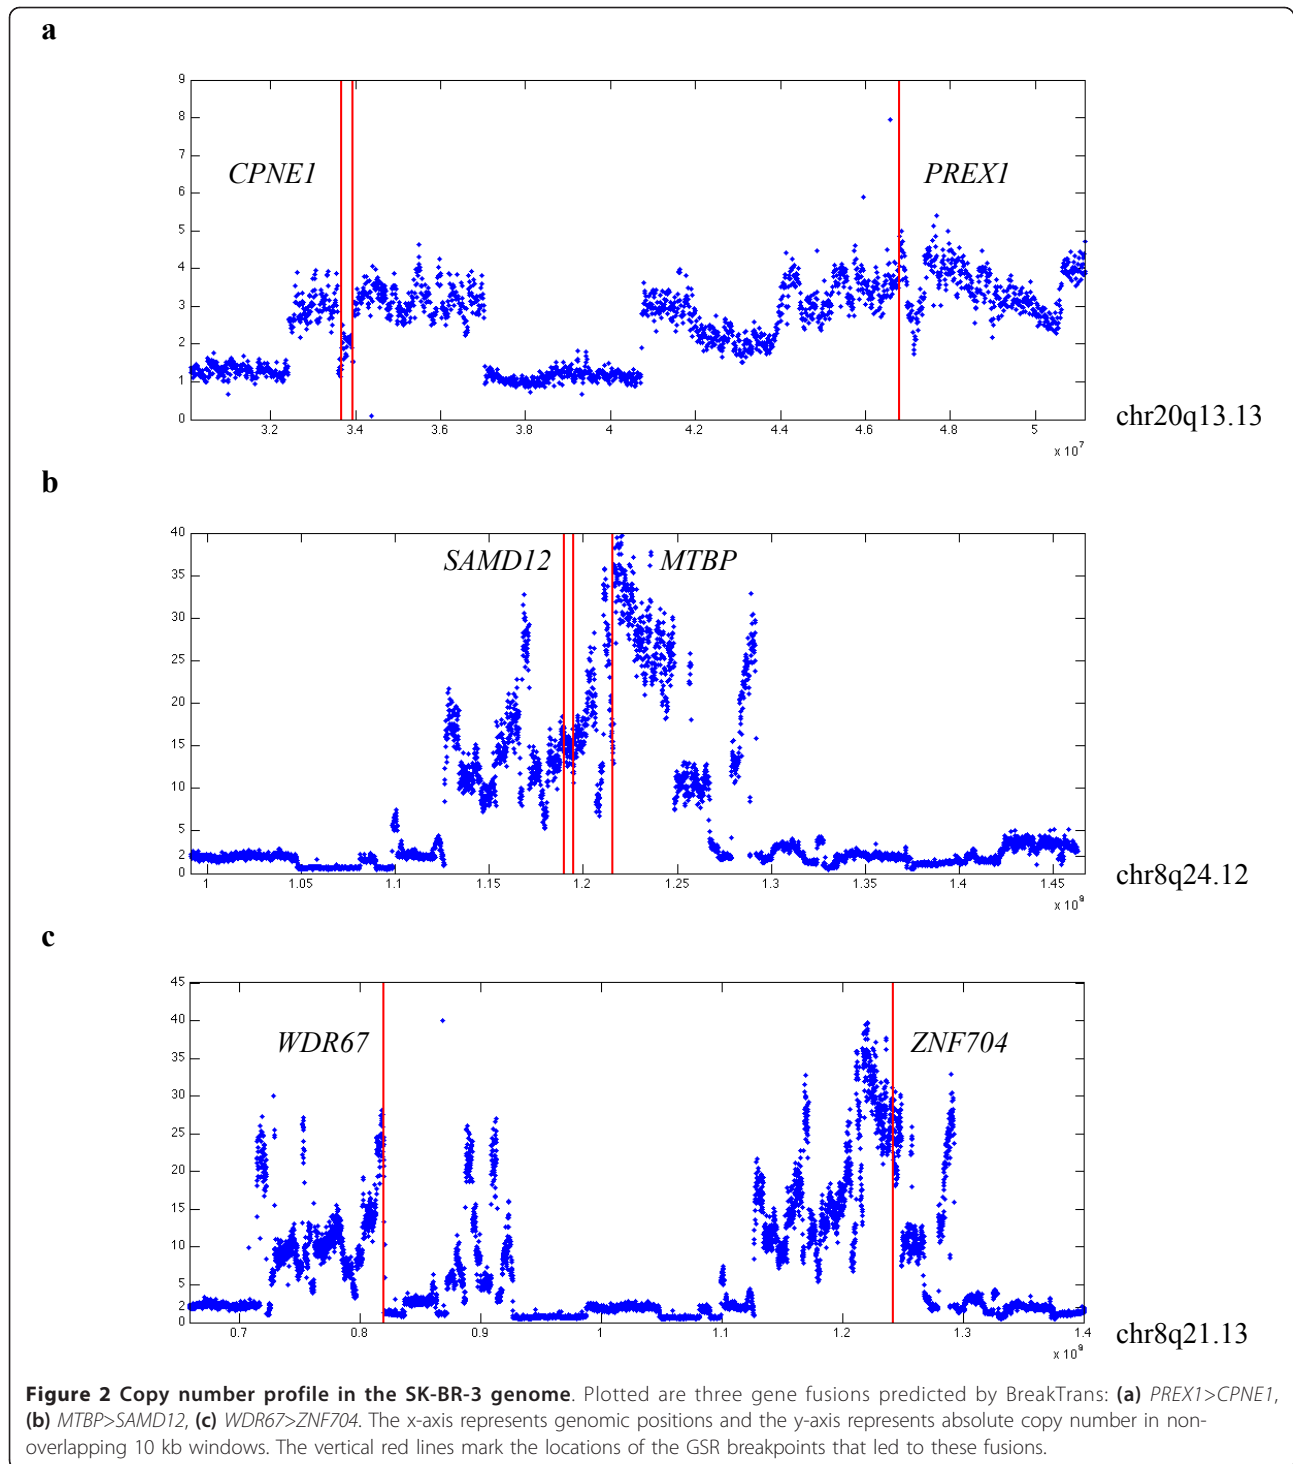 a
9
8
7
6
5
4
3
2
1
0
CPNE1
PREX1
3.2 3.4 3.6 3.8 4 4.2 4.4 4.6 4.8 5
x 10^7
chr20q13.13
b
40
35
30
25
20
15
10
5
2
0
SAMD12
MTBP
1 1.05 1.1 1.15 1.2 1.25 1.3 1.35 1.4 1.45
chr8q24.12
c
45
40
35
30
25
20
15
10
5
2
0
WDR67
ZNF704
0.7 0.8 0.9 1 1.1 1.2 1.3 1.4
chr8q21.13
Figure 2 Copy number profile in the SK-BR-3 genome. Plotted are three gene fusions predicted by BreakTrans: (a) PREX1>CPNE1,
(b) MTBP>SAMD12, (c) WDR67>ZNF704. The x-axis represents genomic positions and the y-axis represents absolute copy number in non-
overlapping 10 kb windows. The vertical red lines mark the locations of the GSR breakpoints that led to these fusions.